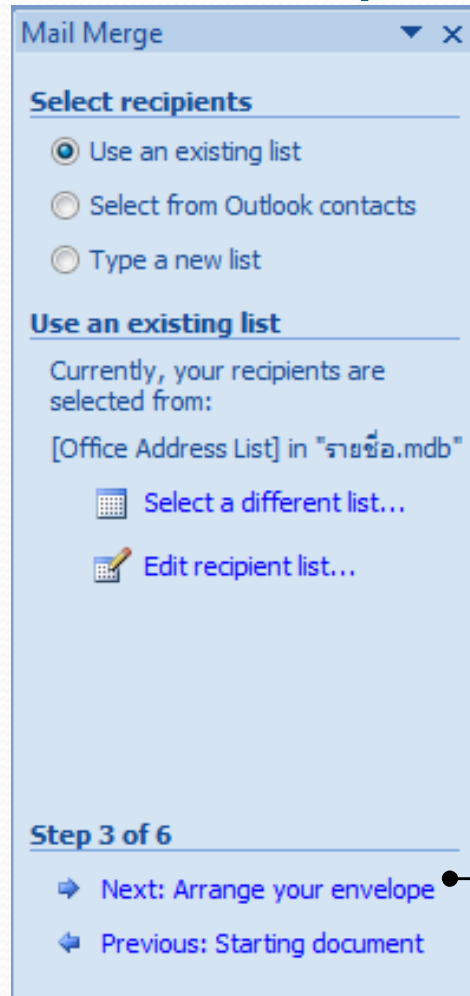 Mail Merge
Select recipients
Use an existing list
Select from Outlook contacts
Type a new list
Use an existing list
Currently, your recipients are
selected from:
[Office Address List] in "รายชื่อ.mdb"
Select a different list...
Edit recipient list...
Step 3 of 6
Next: Arrange your envelope
Previous: Starting document